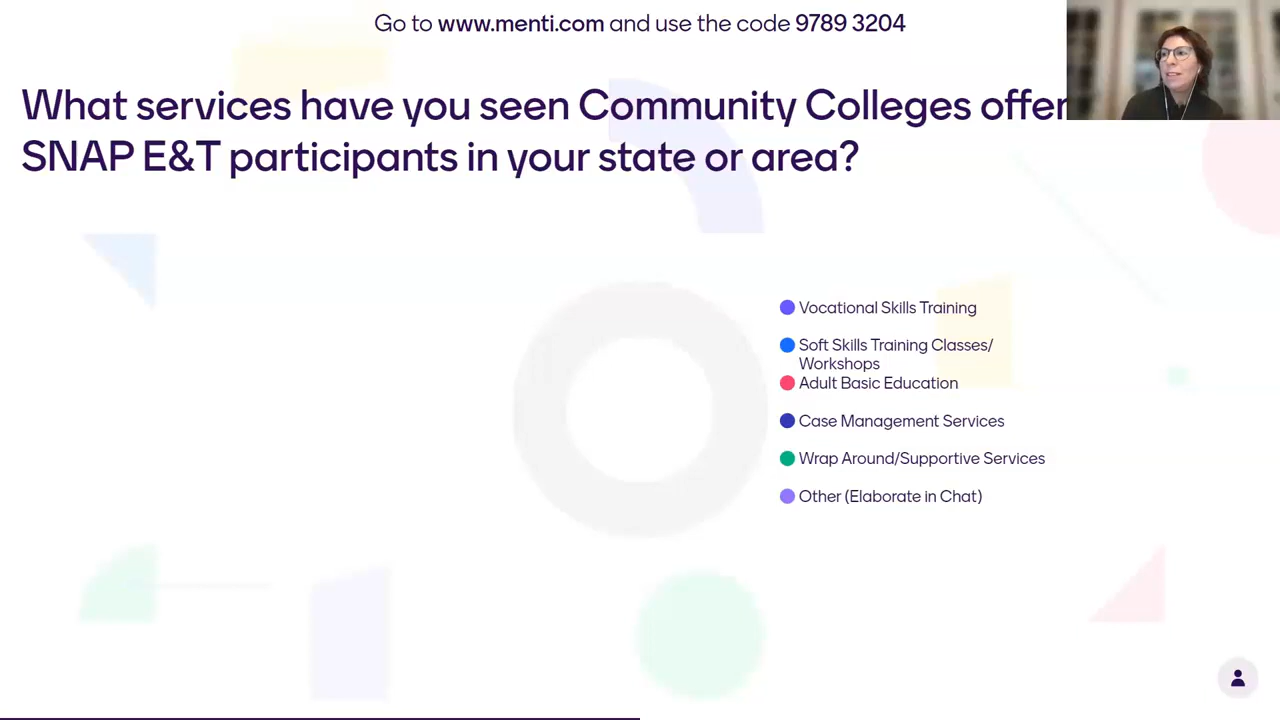 Go to www.menti.com and use the code 9789 3204
What services have you seen Community Colleges offer
SNAP E&T participants in your state or area?
Vocational Skills Training
Soft Skills Training Classes/
Workshops
Adult Basic Education
Case Management Services
Wrap Around/Supportive Services
Other (Elaborate in Chat)